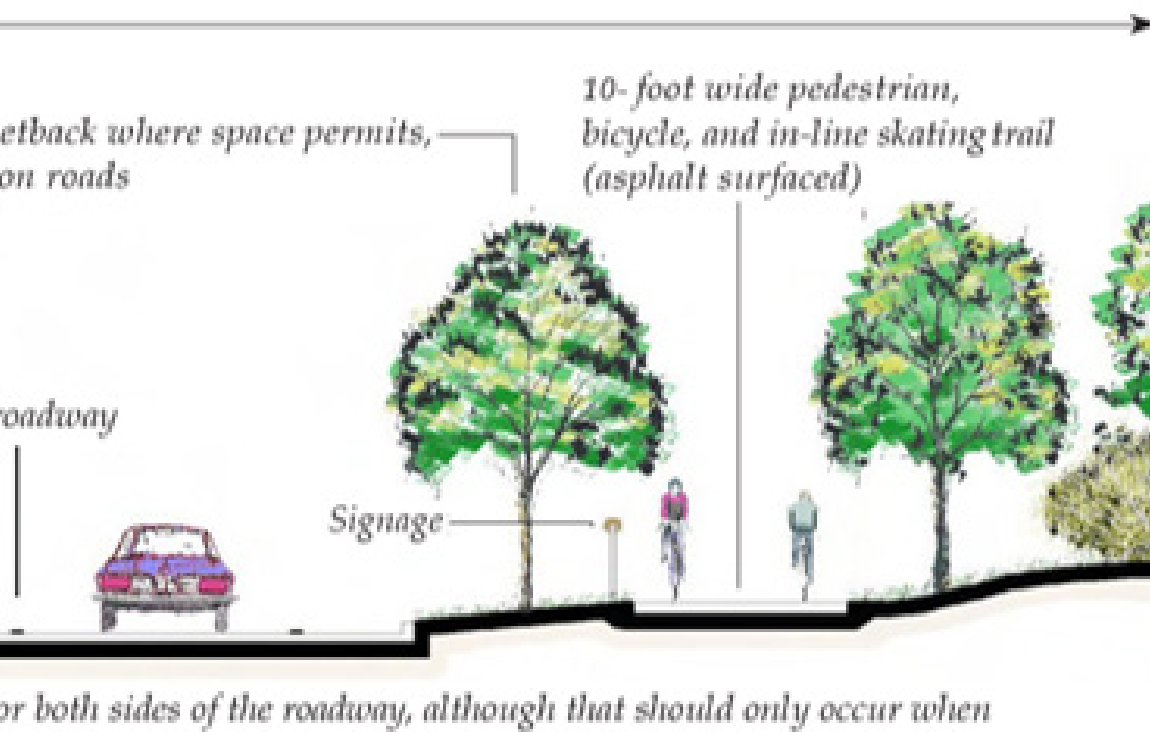 10- foot wide pedestrian,
etback where space permits,
bicycle, and in-line skating trail
on roads
(asphalt surfaced)
roadway
Signage
or both sides of the roadway, although that should only occur when